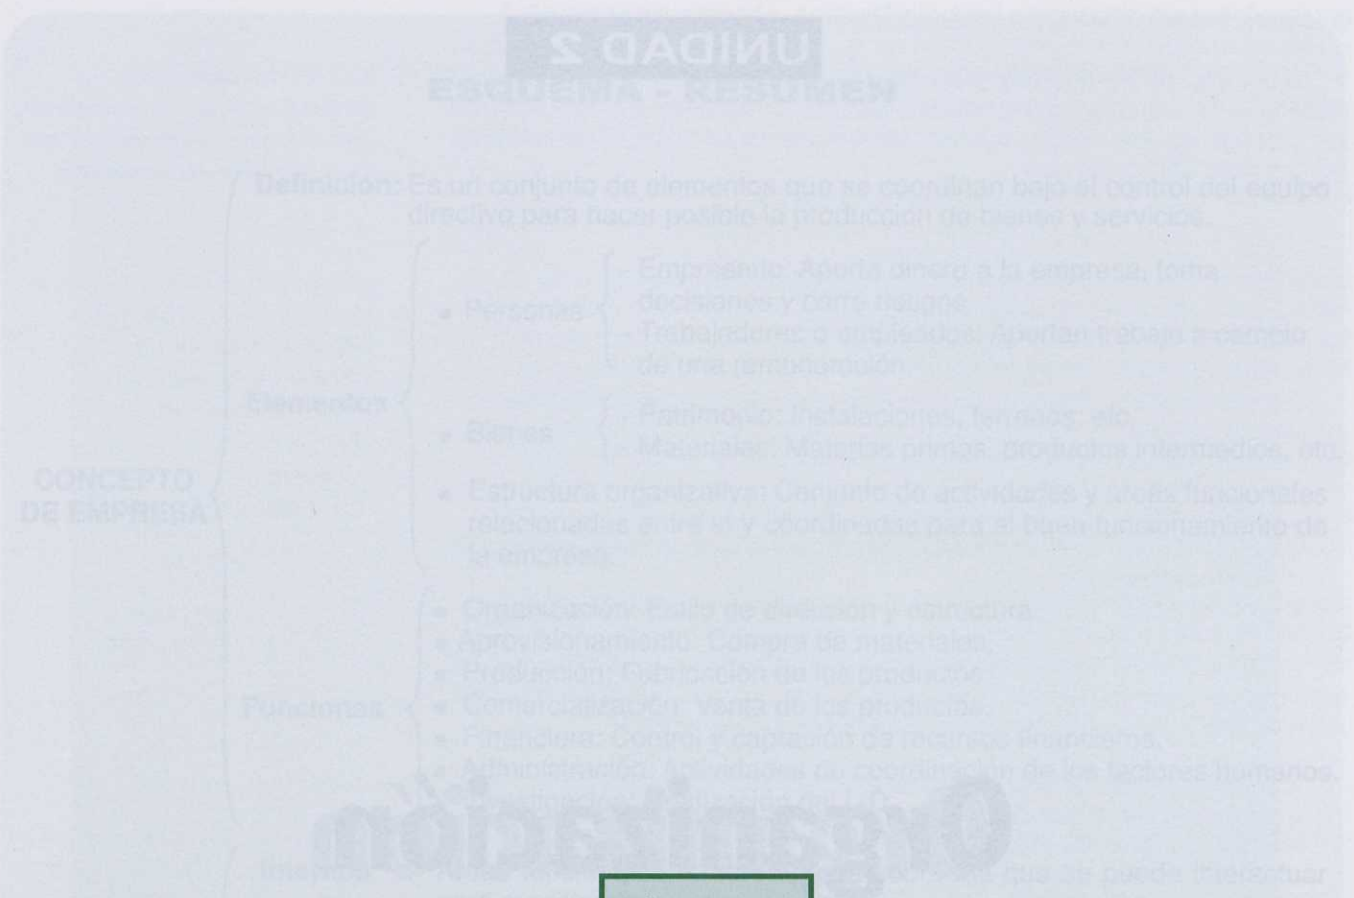 UNIDAD 2
ESQUEMA - RESUMEN
Definición: Es un conjunto de elementos que se coordinan bajo el control del equipo
directivo para hacer posible la producción de bienes y servicios.
- Empresario: Aporta dinero a la empresa, toma
• Personas
decisiones y corre riesgos.
- Trabajadores o empleados: Aportan trabajo a cambio
de una remuneración.
Elementos
- Patrimonio: Instalaciones, terrenos, etc.
• Bienes
- Materiales: Materias primas, productos intermedios, etc.
CONCEPTO
DE EMPRESA
• Estructura organizativa: Conjunto de actividades y áreas funcionales
relacionadas entre sí y coordinadas para el buen funcionamiento de
la empresa.
• Organización: Estilo de dirección y estructura.
• Aprovisionamiento: Compra de materiales.
• Producción: Fabricación de los productos.
Funciones
• Comercialización: Venta de los productos.
• Financiera: Control y captación de recursos financieros.
• Administración: Actividades de coordinación de los factores humanos.
Organización
que se puede